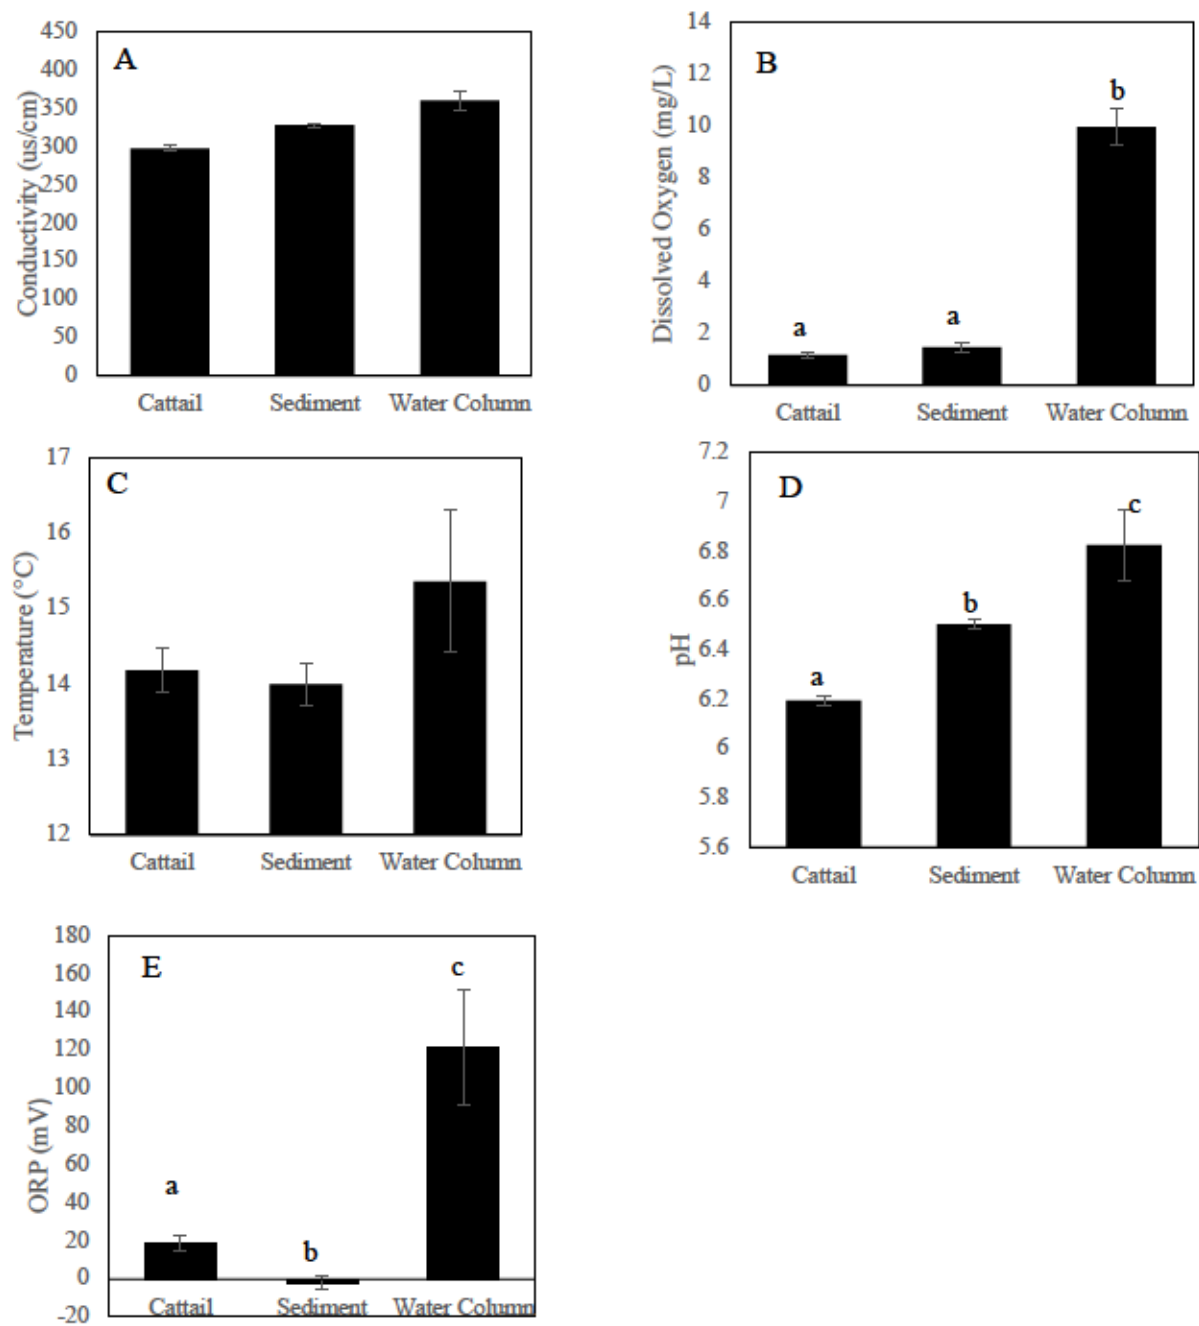 A
Conductivity (us/cm)
450
400
350
300
250
200
150
100
50
0
Cattail Sediment Water Column
B
Dissolved Oxygen (mg/L)
14
12
10
8
6
4
2
0
a a b
Cattail Sediment Water Column
C
Temperature (°C)
17
16
15
14
13
12
Cattail Sediment Water Column
D
pH
7.2
7
6.8
6.6
6.4
6.2
6
5.8
5.6
a b c
Cattail Sediment Water Column
E
ORP (mV)
180
160
140
120
100
80
60
40
20
0
-20
a b c
Cattail Sediment Water Column